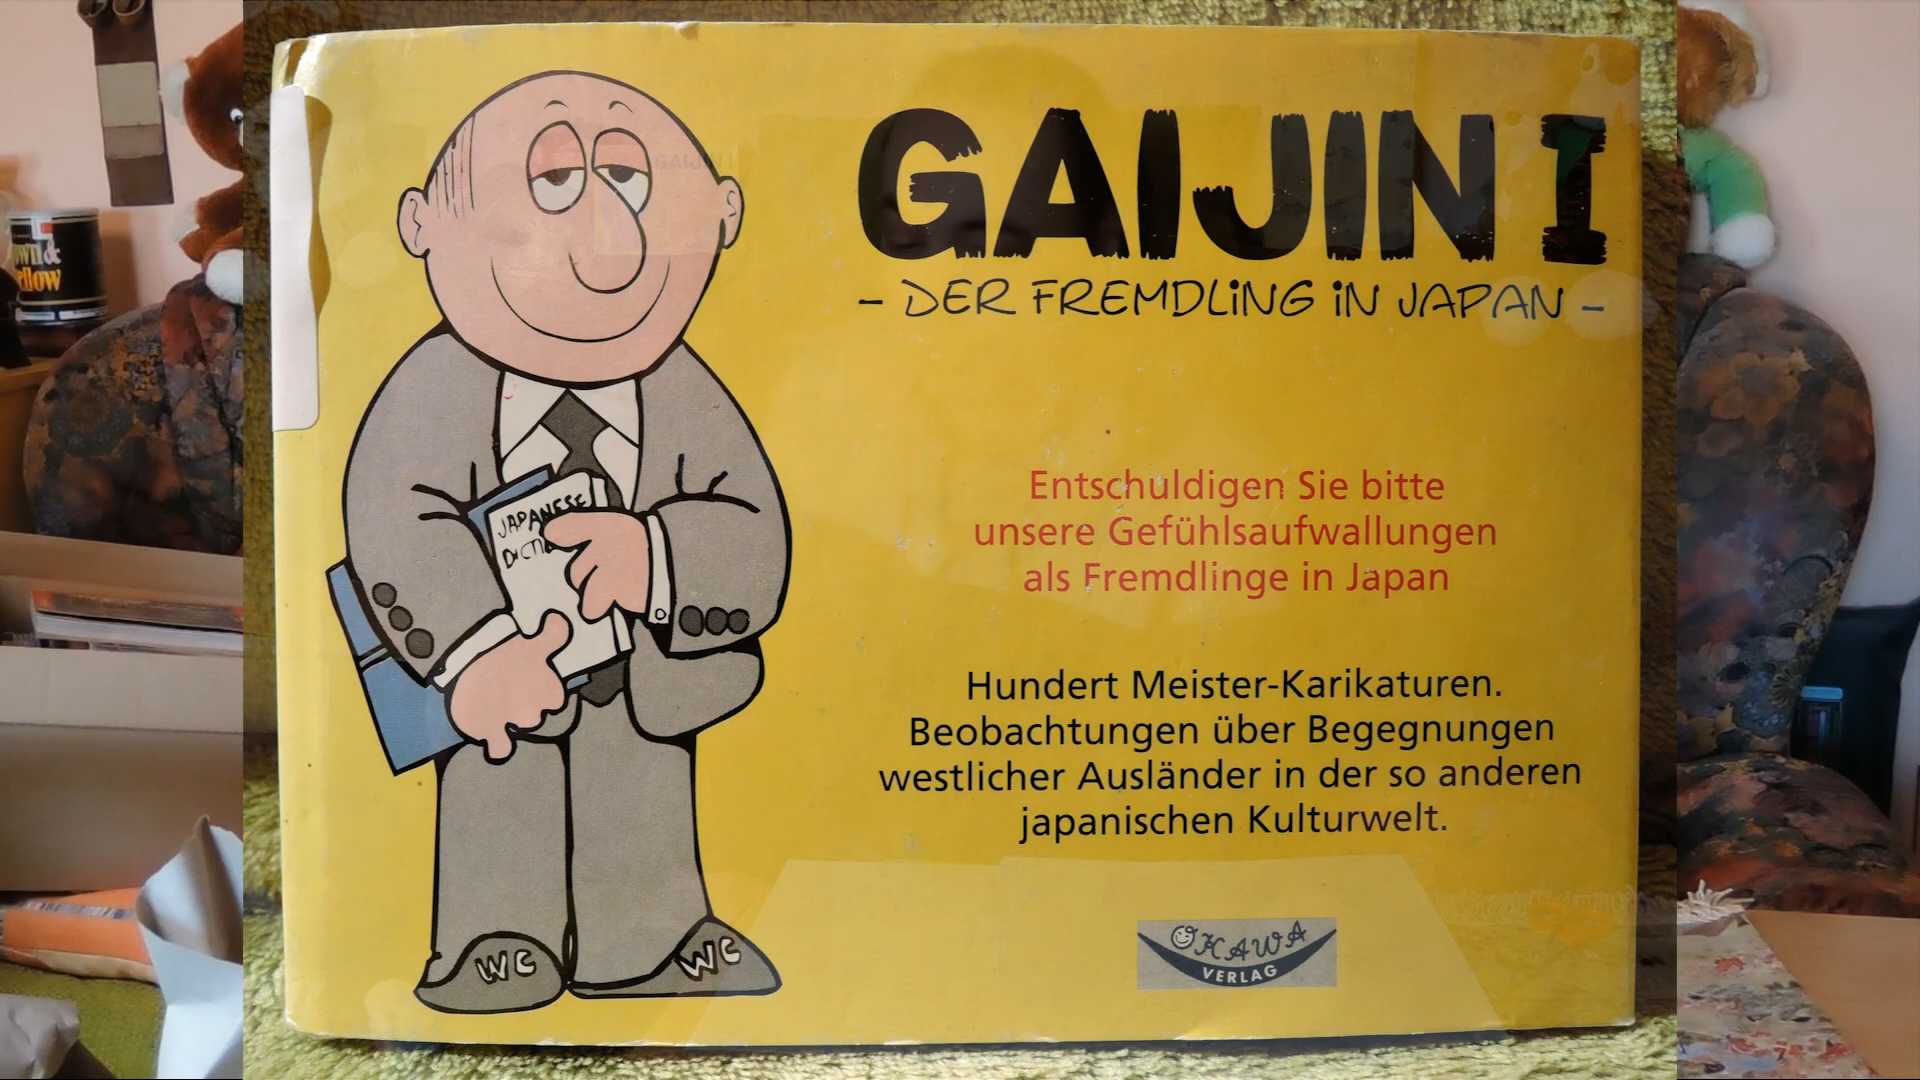 GAIJIN I
- DER FREMDLING IN JAPAN -
Entschuldigen Sie bitte
unsere Gefühlsaufwallungen
als Fremdlinge in Japan
Hundert Meister-Karikaturen.
Beobachtungen über Begegnungen
westlicher Ausländer in der so anderen
japanischen Kulturwelt.
JAPANESE
WC WC
OKAWA
VERLAG